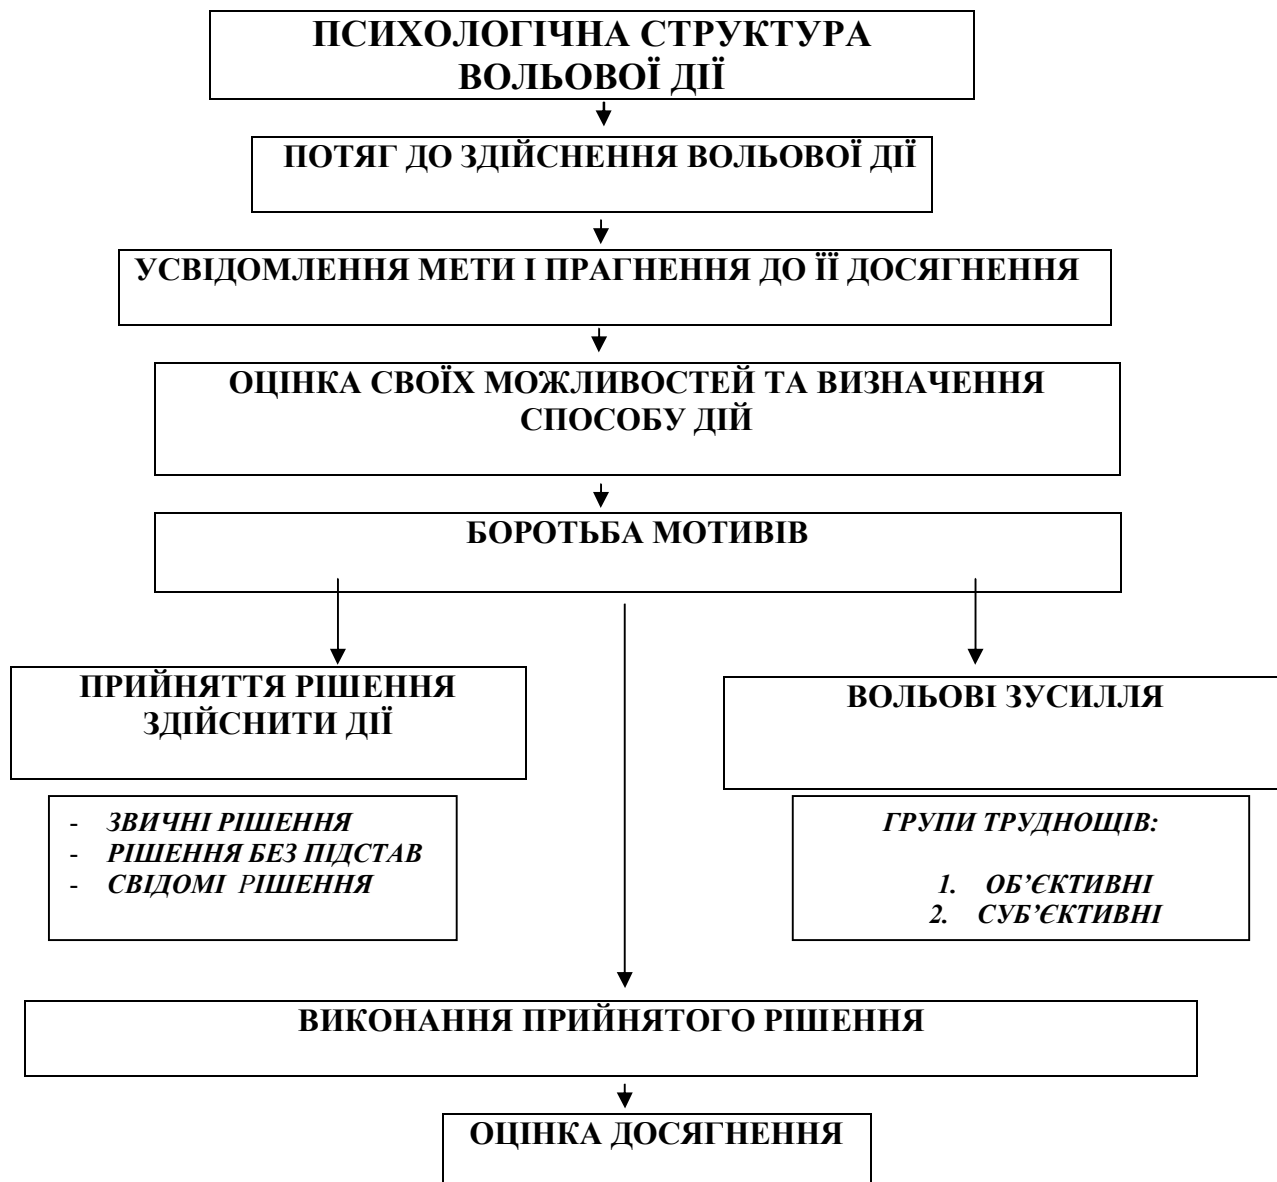 ПСИХОЛОГІЧНА СТРУКТУРА
ВОЛЬОВОЇ ДІЇ
ПОТЯГ ДО ЗДІЙСНЕННЯ ВОЛЬОВОЇ ДІЇ
УСВІДОМЛЕННЯ МЕТИ І ПРАГНЕННЯ ДО ЇЇ ДОСЯГНЕННЯ
ОЦІНКА СВОЇХ МОЖЛИВОСТЕЙ ТА ВИЗНАЧЕННЯ
СПОСОБУ ДІЙ
БОРОТЬБА МОТИВІВ
ПРИЙНЯТТЯ РІШЕННЯ
ЗДІЙСНИТИ ДІЇ
- ЗВИЧНІ РІШЕННЯ
- РІШЕННЯ БЕЗ ПІДСТАВ
- СВІДОМІ РІШЕННЯ
ВОЛЬОВІ ЗУСИЛЛЯ
ГРУПИ ТРУДНОЩІВ:
1. ОБ’ЄКТИВНІ
2. СУБ’ЄКТИВНІ
ВИКОНАННЯ ПРИЙНЯТОГО РІШЕННЯ
ОЦІНКА ДОСЯГНЕННЯ